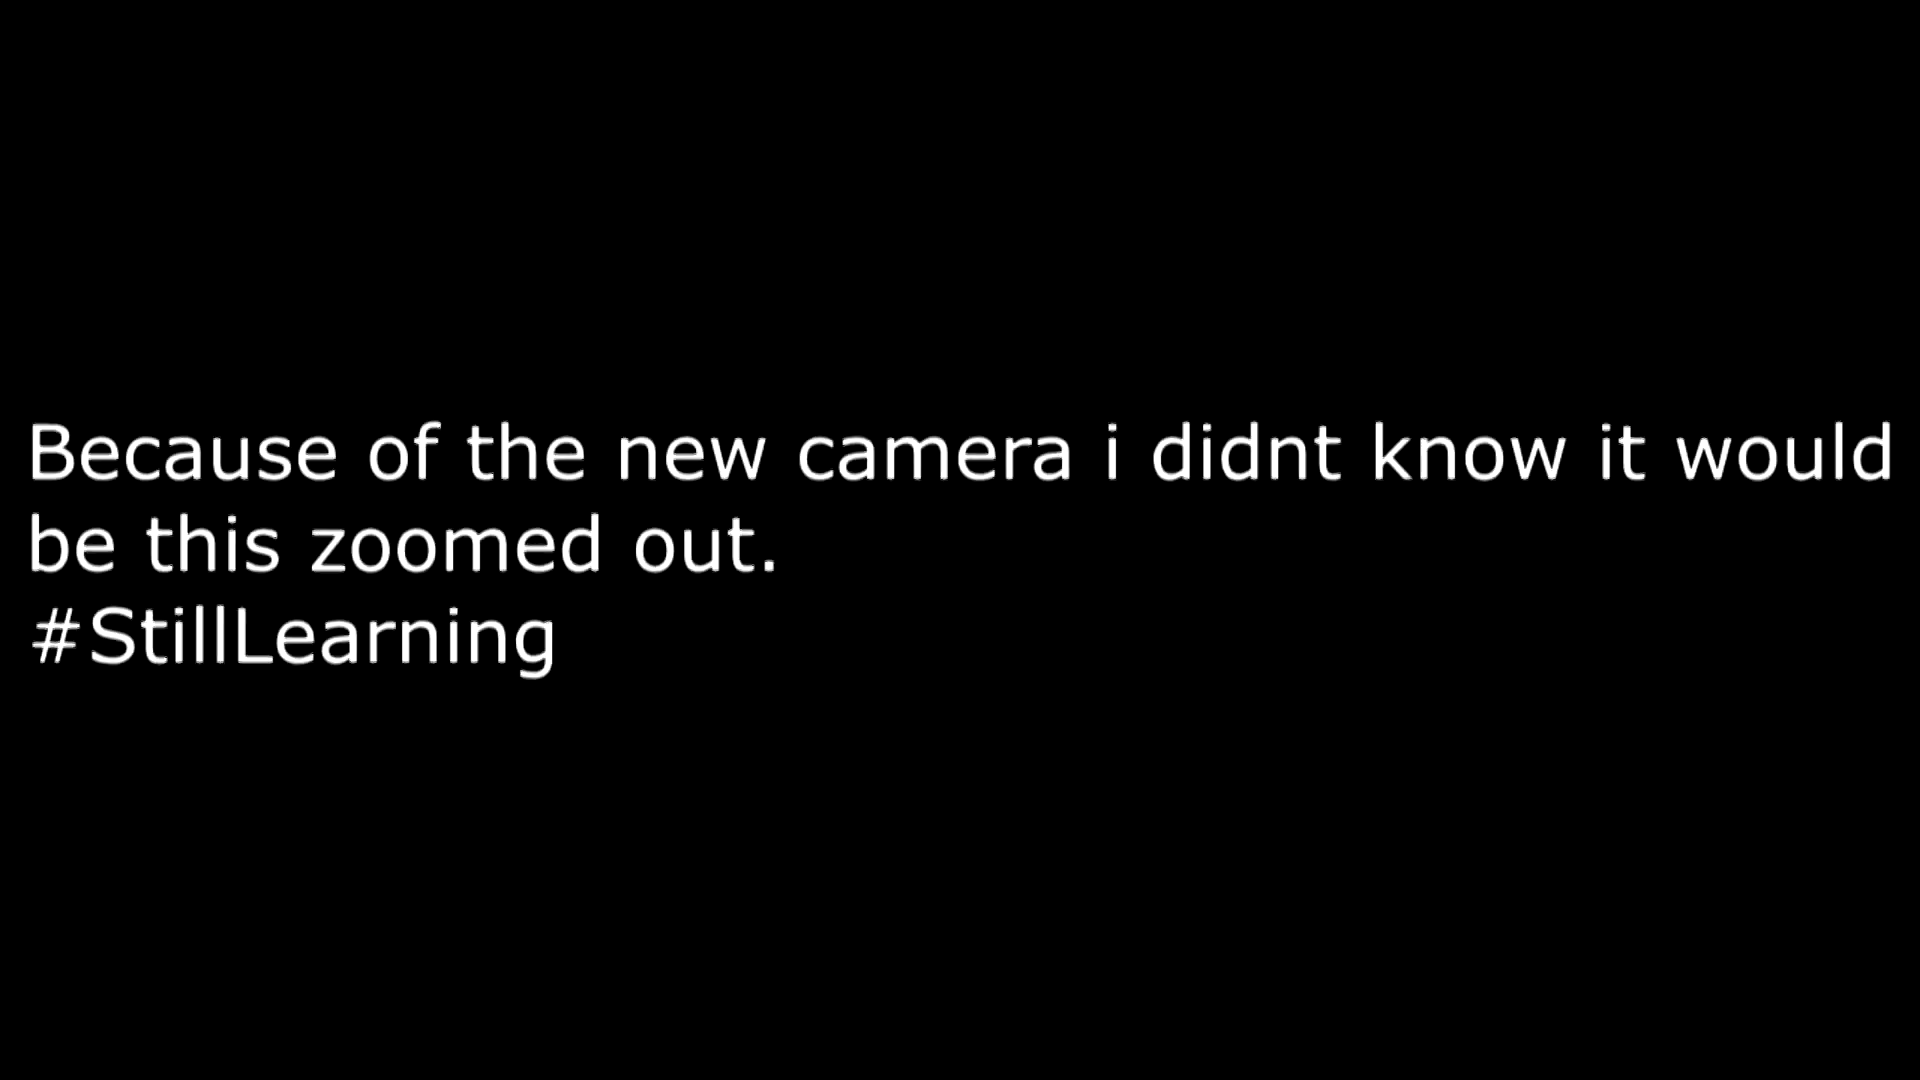 Because of the new camera i didnt know it would
be this zoomed out.
#StillLearning